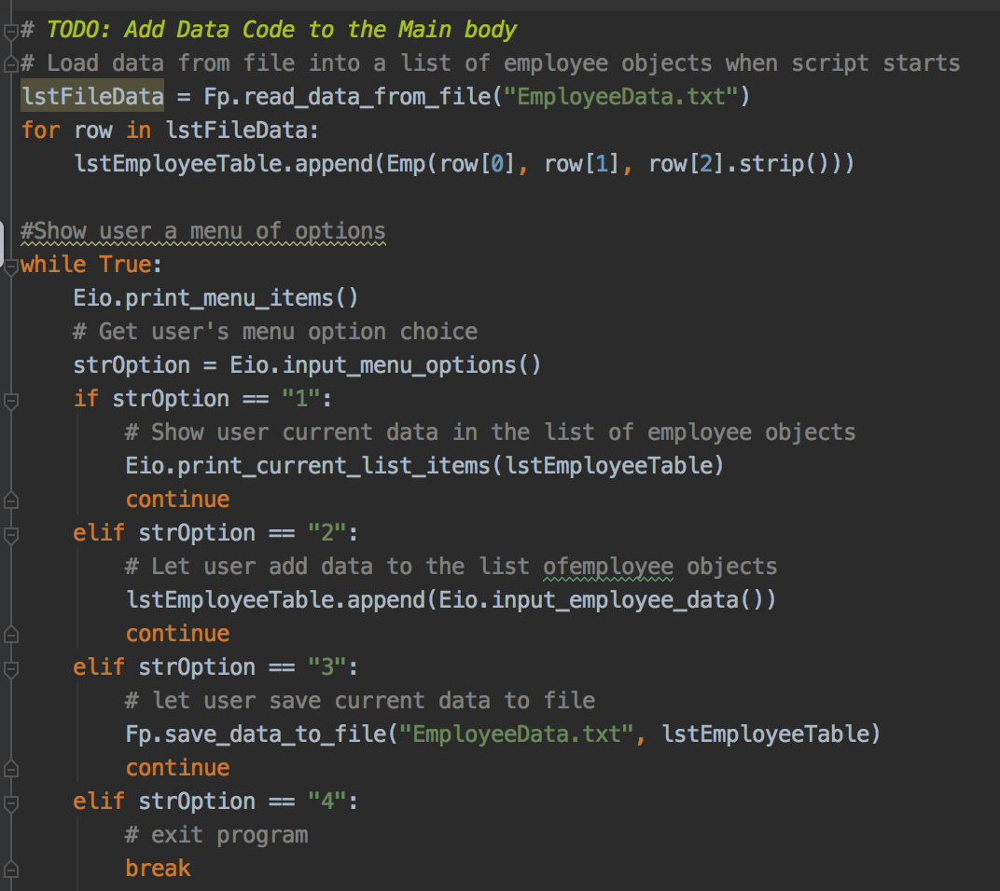 # TODO: Add Data Code to the Main body
# Load data from file into a list of employee objects when script starts
lstFileData = Fp.read_data_from_file("EmployeeData.txt")
for row in lstFileData:
    lstEmployeeTable.append(Emp(row[0], row[1], row[2].strip()))

#Show user a menu of options
while True:
    Eio.print_menu_items()
    # Get user's menu option choice
    strOption = Eio.input_menu_options()
    if strOption == "1":
        # Show user current data in the list of employee objects
        Eio.print_current_list_items(lstEmployeeTable)
        continue
    elif strOption == "2":
        # Let user add data to the list ofemployee objects
        lstEmployeeTable.append(Eio.input_employee_data())
        continue
    elif strOption == "3":
        # let user save current data to file
        Fp.save_data_to_file("EmployeeData.txt", lstEmployeeTable)
        continue
    elif strOption == "4":
        # exit program
        break